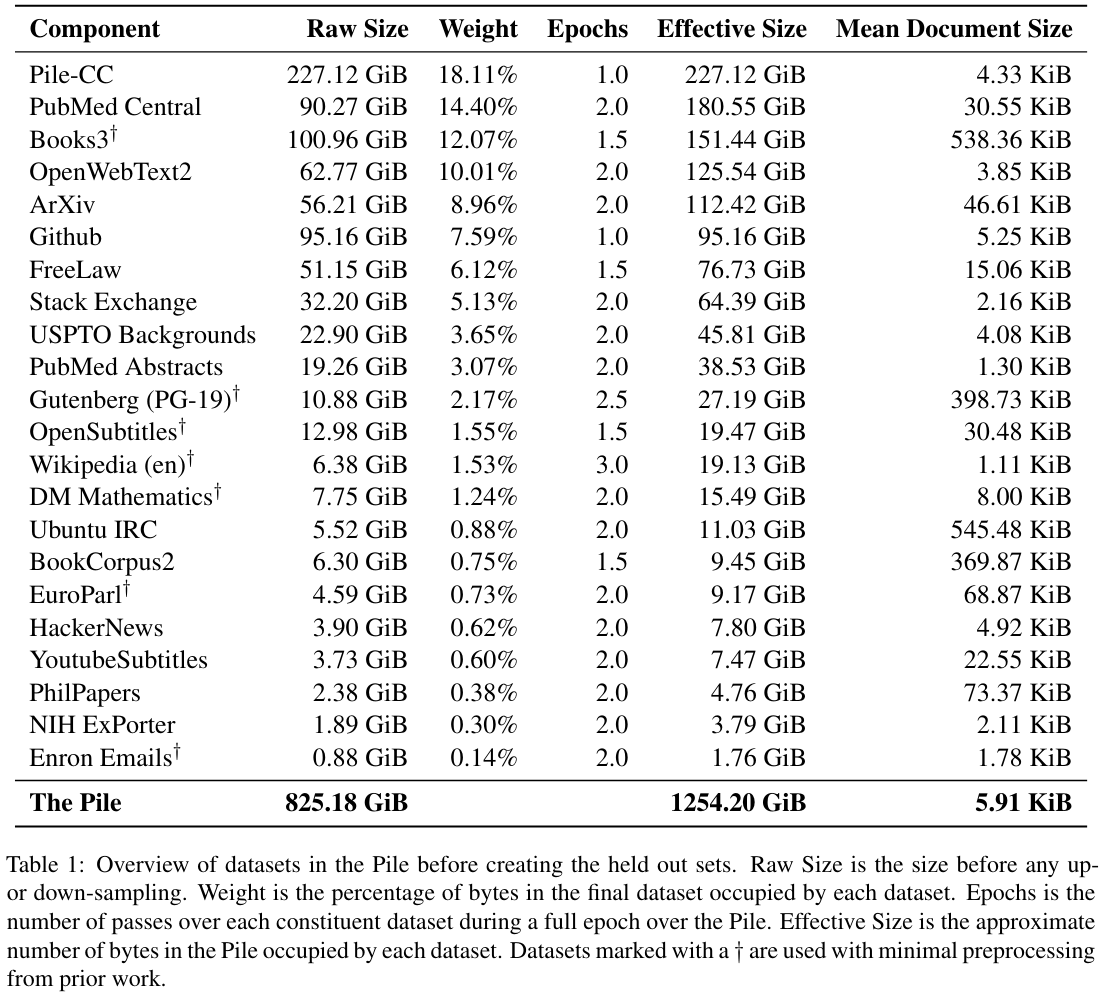 Component Raw Size Weight Epochs Effective Size Mean Document Size
Pile-CC 227.12 GiB 18.11% 1.0 227.12 GiB 4.33 KiB
PubMed Central 90.27 GiB 14.40% 2.0 180.55 GiB 30.55 KiB
Books3† 100.96 GiB 12.07% 1.5 151.44 GiB 538.36 KiB
OpenWebText2 62.77 GiB 10.01% 2.0 125.54 GiB 3.85 KiB
ArXiv 56.21 GiB 8.96% 2.0 112.42 GiB 46.61 KiB
Github 95.16 GiB 7.59% 1.0 95.16 GiB 5.25 KiB
FreeLaw 51.15 GiB 6.12% 1.5 76.73 GiB 15.06 KiB
Stack Exchange 32.20 GiB 5.13% 2.0 64.39 GiB 2.16 KiB
USPTO Backgrounds 22.90 GiB 3.65% 2.0 45.81 GiB 4.08 KiB
PubMed Abstracts 19.26 GiB 3.07% 2.0 38.53 GiB 1.30 KiB
Gutenberg (PG-19)† 10.88 GiB 2.17% 2.5 27.19 GiB 398.73 KiB
OpenSubtitles† 12.98 GiB 1.55% 1.5 19.47 GiB 30.48 KiB
Wikipedia (en)† 6.38 GiB 1.53% 3.0 19.13 GiB 1.11 KiB
DM Mathematics† 7.75 GiB 1.24% 2.0 15.49 GiB 8.00 KiB
Ubuntu IRC 5.52 GiB 0.88% 2.0 11.03 GiB 545.48 KiB
BookCorpus2 6.30 GiB 0.75% 1.5 9.45 GiB 369.87 KiB
EuroParl† 4.59 GiB 0.73% 2.0 9.17 GiB 68.87 KiB
HackerNews 3.90 GiB 0.62% 2.0 7.80 GiB 4.92 KiB
YoutubeSubtitles 3.73 GiB 0.60% 2.0 7.47 GiB 22.55 KiB
PhilPapers 2.38 GiB 0.38% 2.0 4.76 GiB 73.37 KiB
NIH ExPorter 1.89 GiB 0.30% 2.0 3.79 GiB 2.11 KiB
Enron Emails† 0.88 GiB 0.14% 2.0 1.76 GiB 1.78 KiB
The Pile 825.18 GiB 1254.20 GiB 5.91 KiB
Table 1: Overview of datasets in the Pile before creating the held out sets. Raw Size is the size before any up-
or down-sampling. Weight is the percentage of bytes in the final dataset occupied by each dataset. Epochs is the
number of passes over each constituent dataset during a full epoch over the Pile. Effective Size is the approximate
number of bytes in the Pile occupied by each dataset. Datasets marked with a † are used with minimal preprocessing
from prior work.